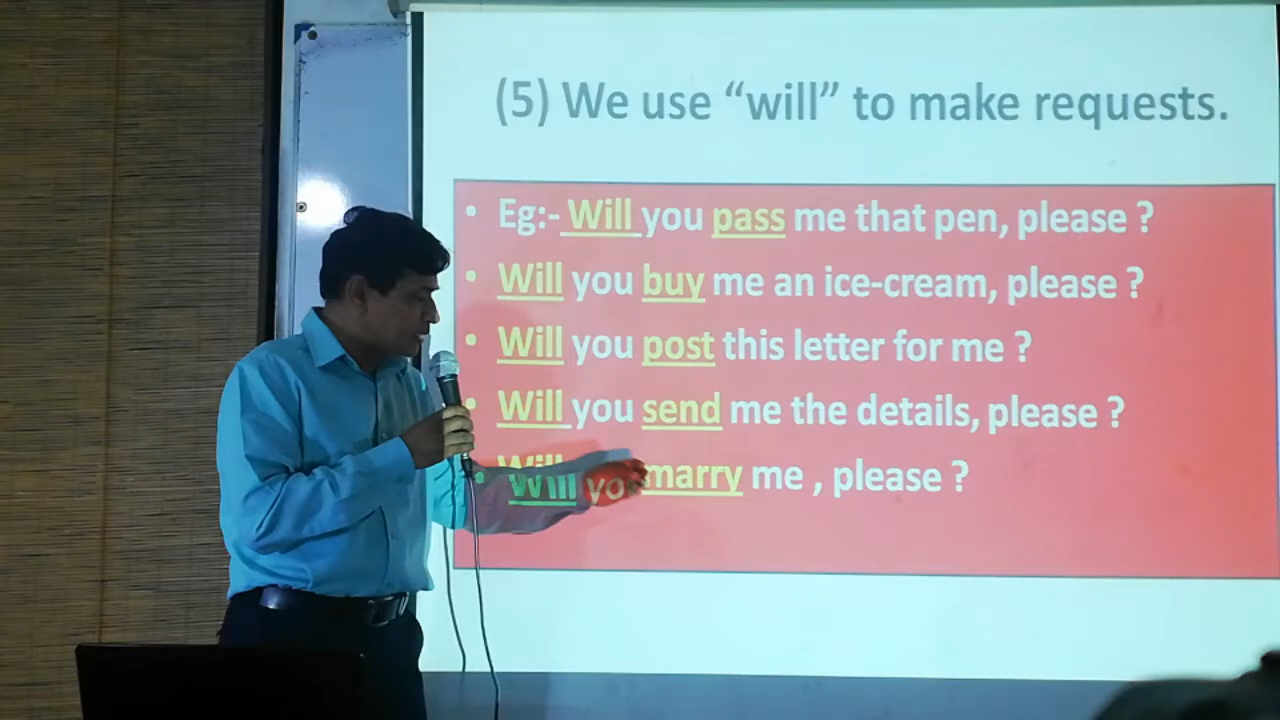 (5) We use “will” to make requests.
• Eg:- Will you pass me that pen, please ?
• Will you buy me an ice-cream, please ?
• Will you post this letter for me ?
• Will you send me the details, please ?
• Will you marry me , please ?